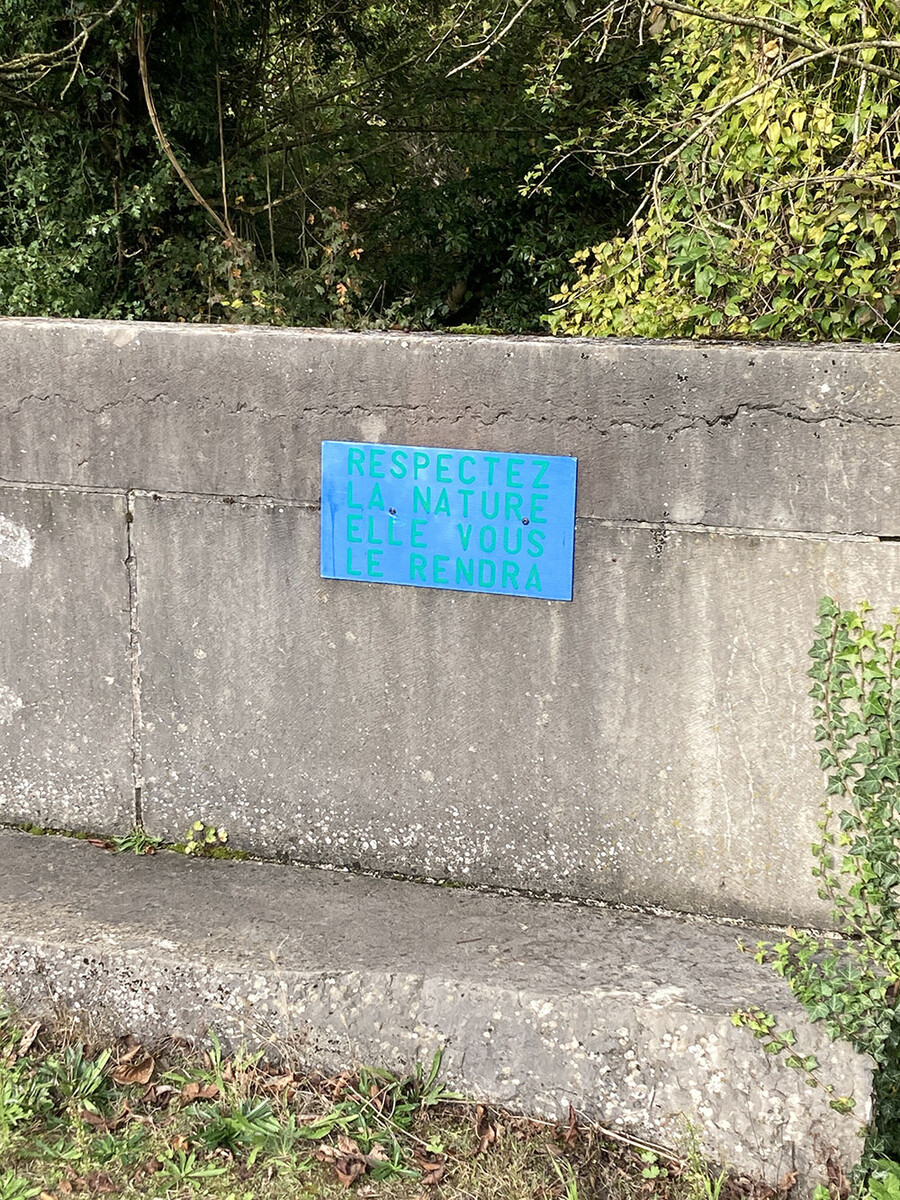 RESPECTEZ
LA NATURE
ELLE VOUS
LE RENDRA